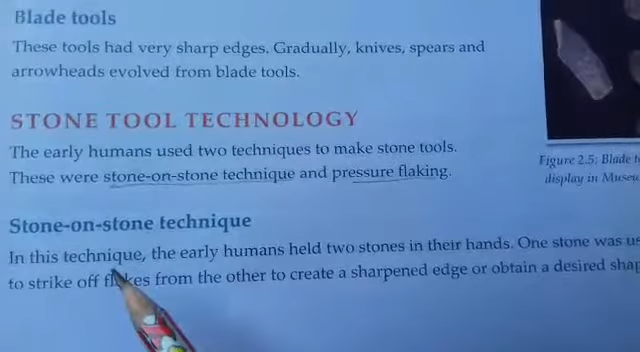 Blade tools
These tools had very sharp edges. Gradually, knives, spears and
arrowheads evolved from blade tools.
STONE TOOL TECHNOLOGY
The early humans used two techniques to make stone tools.
These were stone-on-stone technique and pressure flaking.
Figure 2.5: Blade
display in
Stone-on-stone technique
In this technique, the early humans held two stones in their hands. One stone was
to strike off flakes from the other to create a sharpened edge or obtain a desired